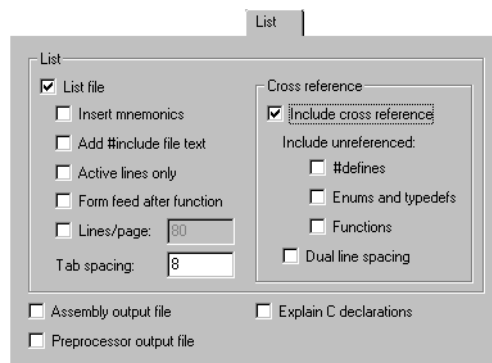 List
List
List file
Insert mnemonics
Add #include file text
Active lines only
Form feed after function
Lines/page: 80
Tab spacing: 8
Cross reference
Include cross reference
Include unreferenced:
#defines
Enums and typedefs
Functions
Dual line spacing
Assembly output file
Explain C declarations
Preprocessor output file